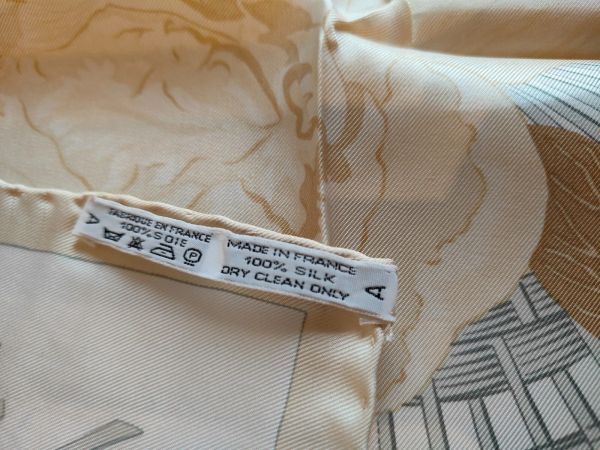 A
FABRIQUE EN FRANCE
100% SOIE
P
MADE IN FRANCE
100% SILK
DRY CLEAN ONLY
A